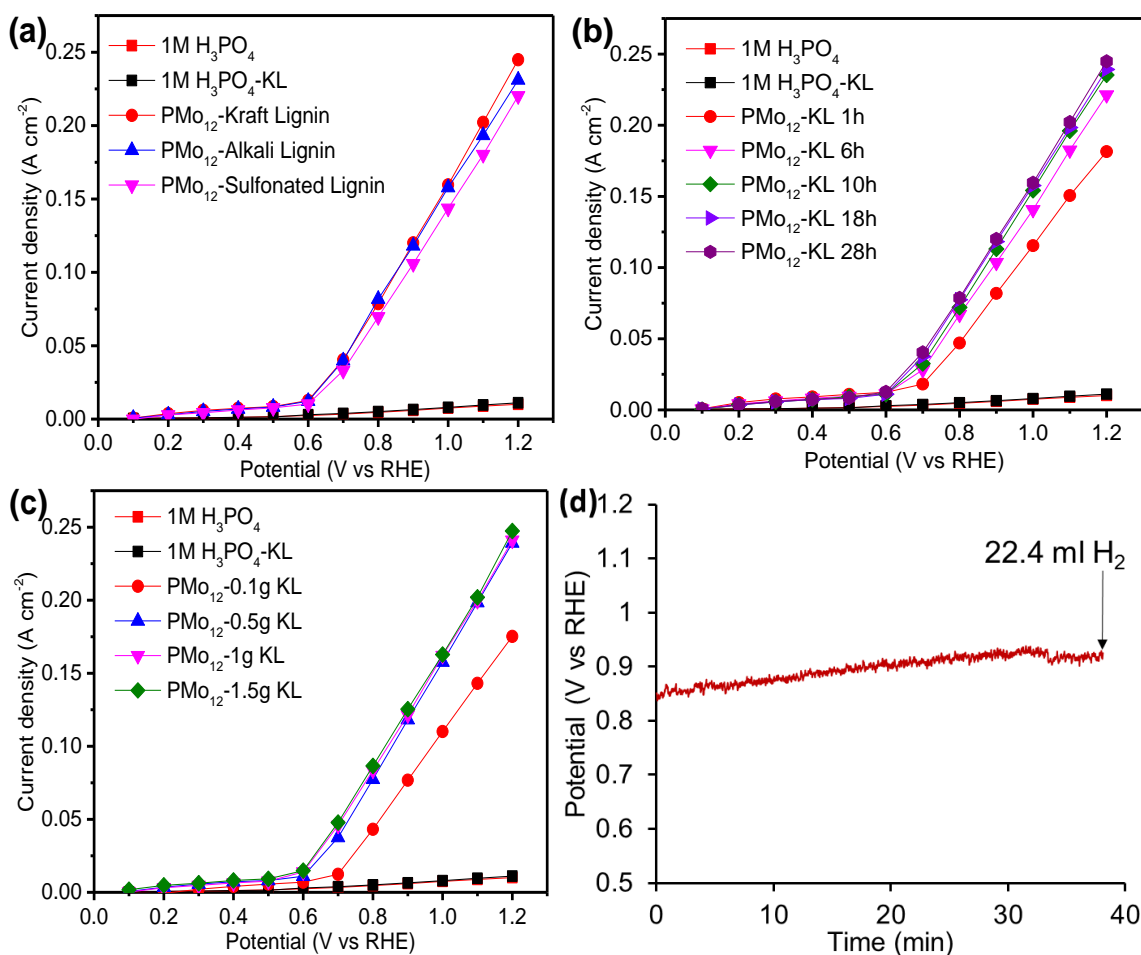 (a)
1M H₃PO₄
1M H₃PO₄-KL
PMo₁₂-Kraft Lignin
PMo₁₂-Alkali Lignin
PMo₁₂-Sulfonated Lignin
Current density (A cm⁻²)
0.25
0.20
0.15
0.10
0.05
0.00
0.0 0.2 0.4 0.6 0.8 1.0 1.2
Potential (V vs RHE)
(b)
1M H₃PO₄
1M H₃PO₄-KL
PMo₁₂-KL 1h
PMo₁₂-KL 6h
PMo₁₂-KL 10h
PMo₁₂-KL 18h
PMo₁₂-KL 28h
Current density (A cm⁻²)
0.25
0.20
0.15
0.10
0.05
0.00
0.0 0.2 0.4 0.6 0.8 1.0 1.2
Potential (V vs RHE)
(c)
1M H₃PO₄
1M H₃PO₄-KL
PMo₁₂-0.1g KL
PMo₁₂-0.5g KL
PMo₁₂-1g KL
PMo₁₂-1.5g KL
Current density (A cm⁻²)
0.25
0.20
0.15
0.10
0.05
0.00
0.0 0.2 0.4 0.6 0.8 1.0 1.2
Potential (V vs RHE)
(d)
22.4 ml H₂
Potential (V vs RHE)
1.2
1.1
1
0.9
0.8
0.7
0.6
0.5
0 10 20 30 40
Time (min)